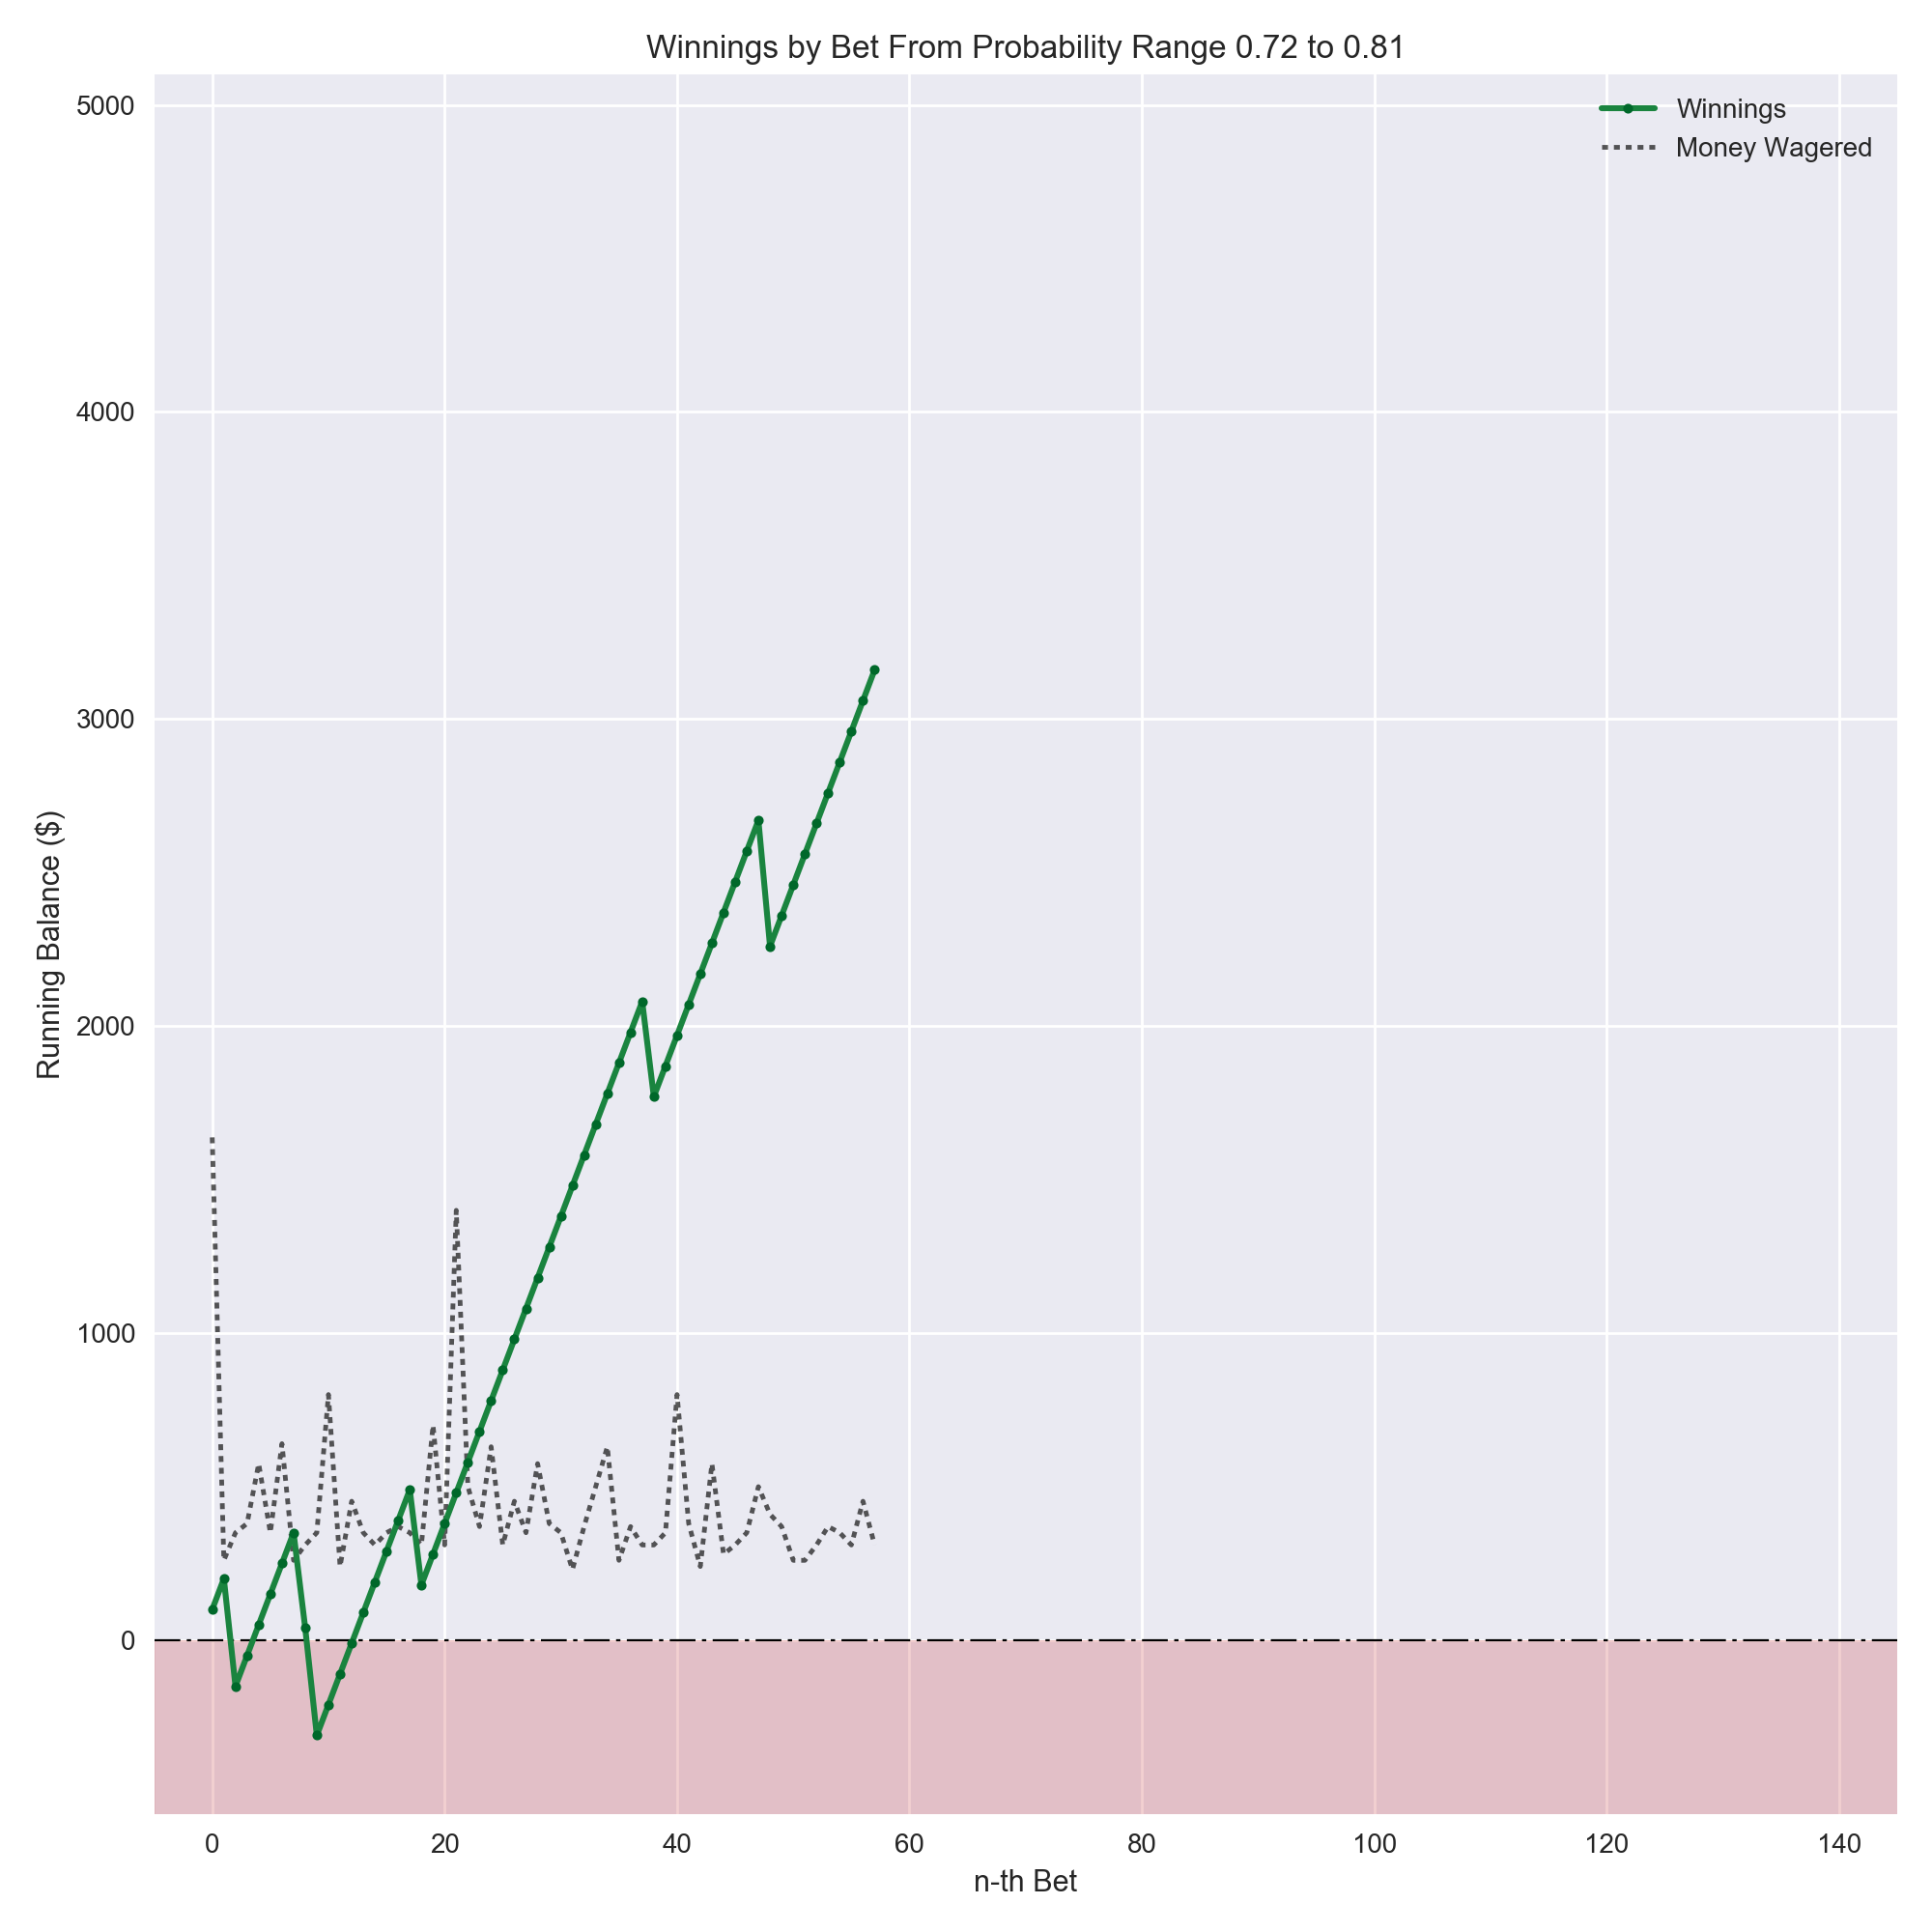 Winnings by Bet From Probability Range 0.72 to 0.81
Winnings
Money Wagered
Running Balance ($)
5000
4000
3000
2000
1000
0
0 20 40 60 80 100 120 140
n-th Bet